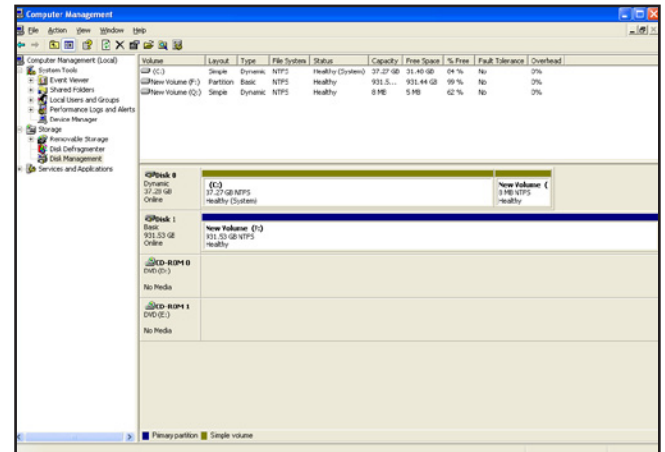 Computer Management
File Action View Window Help
Computer Management (Local)
System Tools
Event Viewer
Shared Folders
Local Users and Groups
Performance Logs and Alerts
Device Manager
Storage
Removable Storage
Disk Defragmenter
Disk Management
Services and Applications
Volume Layout Type File System Status Capacity Free Space % Free Fault Tolerance Overhead
(C:) Simple Dynamic NTFS Healthy (System) 37.27 GB 31.40 GB 84 % No 0%
New Volume (F:) Partition Basic NTFS Healthy 931.5... 931.44 GB 99 % No 0%
New Volume (Q:) Simple Dynamic NTFS Healthy 8 MB 5 MB 62 % No 0%
Disk 0
Dynamic
37.28 GB
Online
(C:)
37.27 GB NTFS
Healthy (System)
New Volume (
8 MB NTFS
Healthy
Disk 1
Basic
931.53 GB
Online
New Volume (F:)
931.53 GB NTFS
Healthy
CD-ROM 0
DVD (D:)
No Media
CD-ROM 1
DVD (E:)
No Media
Primary partition Simple volume